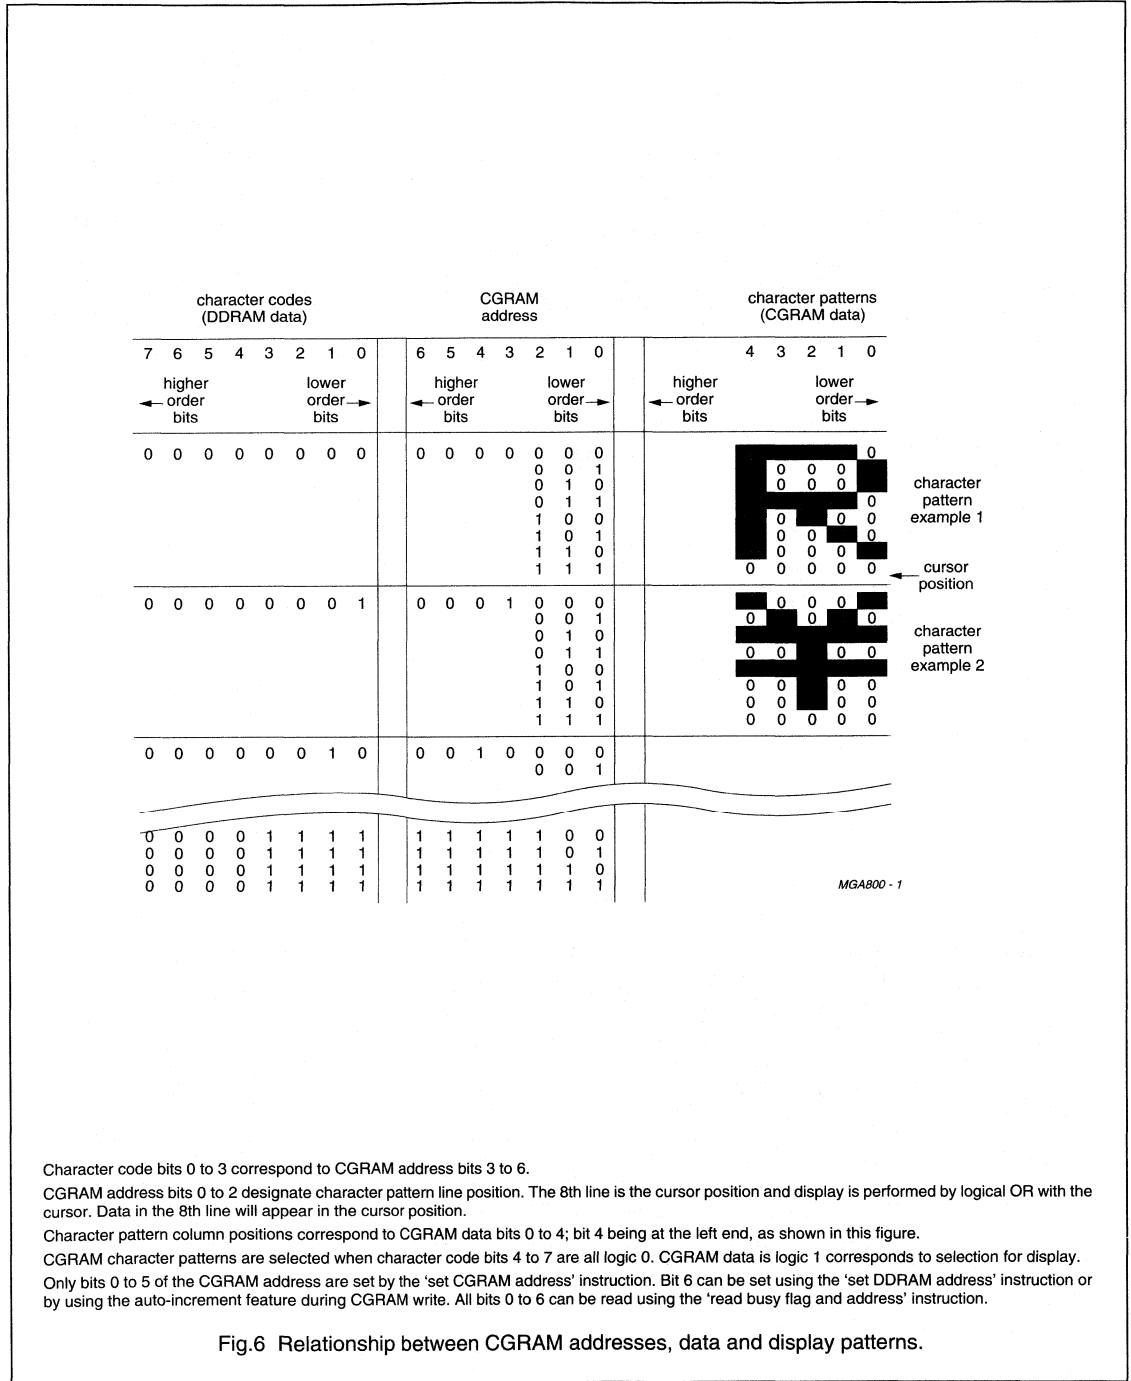 character codes
(DDRAM data)
CGRAM
address
character patterns
(CGRAM data)
7 6 5 4 3 2 1 0 6 5 4 3 2 1 0 4 3 2 1 0
higher order bits lower order bits higher order bits lower order bits higher order bits lower order bits
0 0 0 0 0 0 0 0 0 0 0 0 0 0 0 0
0 0 1 0 0 0
0 1 0 0 0 0
0 1 1 0
1 0 0 0 0 0
1 0 1 0 0 0
1 1 0 0 0 0
1 1 1 0 0 0 0 0
character
pattern
example 1
cursor
position
0 0 0 0 0 0 0 1 0 0 0 1 0 0 0 0 0 0
0 0 1 0 0 0
0 1 0
0 1 1 0 0 0 0
1 0 0
1 0 1 0 0 0 0
1 1 0 0 0 0 0
1 1 1 0 0 0 0 0
character
pattern
example 2
0 0 0 0 0 0 1 0 0 0 1 0 0 0 0
0 0 1
0 0 0 0 1 1 1 1 1 1 1 1 1 0 0
0 0 0 0 1 1 1 1 1 1 1 1 1 0 1
0 0 0 0 1 1 1 1 1 1 1 1 1 1 0
0 0 0 0 1 1 1 1 1 1 1 1 1 1 1
MGA800 - 1
Character code bits 0 to 3 correspond to CGRAM address bits 3 to 6.
CGRAM address bits 0 to 2 designate character pattern line position. The 8th line is the cursor position and display is performed by logical OR with the
cursor. Data in the 8th line will appear in the cursor position.
Character pattern column positions correspond to CGRAM data bits 0 to 4; bit 4 being at the left end, as shown in this figure.
CGRAM character patterns are selected when character code bits 4 to 7 are all logic 0. CGRAM data is logic 1 corresponds to selection for display.
Only bits 0 to 5 of the CGRAM address are set by the ‘set CGRAM address’ instruction. Bit 6 can be set using the ‘set DDRAM address’ instruction or
by using the auto-increment feature during CGRAM write. All bits 0 to 6 can be read using the ‘read busy flag and address’ instruction.
Fig.6 Relationship between CGRAM addresses, data and display patterns.